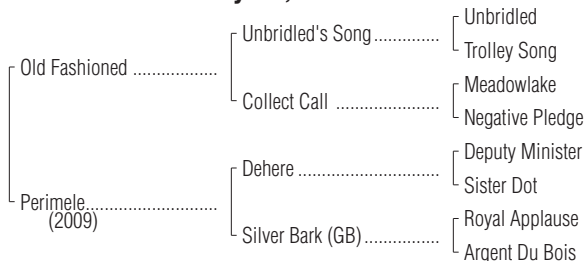 Unbridled
Unbridled's Song..............
Trolley Song
Old Fashioned ..................
Meadowlake
Collect Call ......................
Negative Pledge
Deputy Minister
Dehere ..............................
Sister Dot
Perimele............................
(2009)
Royal Applause
Silver Bark (GB)................
Argent Du Bois